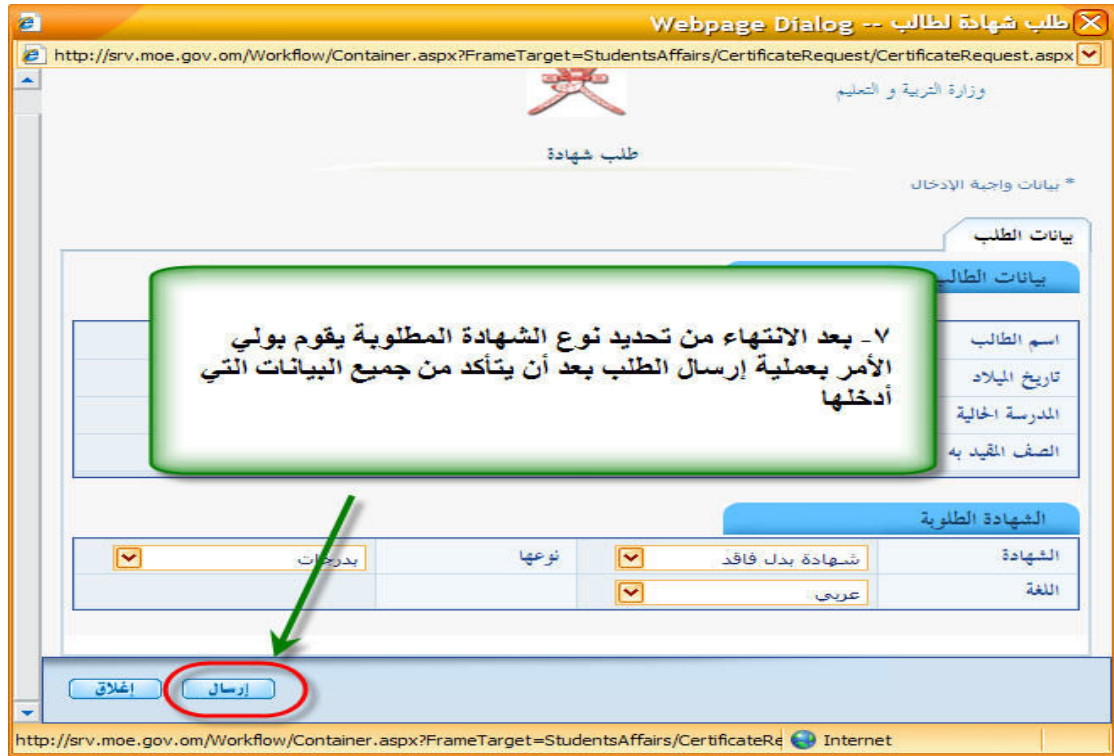 طلب شهادة لطالب -- Webpage Dialog
http://srv.moe.gov.om/Workflow/Container.aspx?FrameTarget=StudentsAffairs/CertificateRequest/CertificateRequest.aspx
وزارة التربية و التعليم
طلب شهادة
* بيانات واجبة الإدخال
بيانات الطلب
بيانات الطالب
٧- بعد الانتهاء من تحديد نوع الشهادة المطلوبة يقوم بولي
الأمر بعملية إرسال الطلب بعد أن يتأكد من جميع البيانات التي
أدخلها
اسم الطالب
تاريخ الميلاد
المدرسة الحالية
الصف المقيد به
الشهادة المطلوبة
الشهادة شهادة بدل فاقد نوعها بدرجات
اللغة عربي
إرسال إغلاق
http://srv.moe.gov.om/Workflow/Container.aspx?FrameTarget=StudentsAffairs/CertificateRe Internet